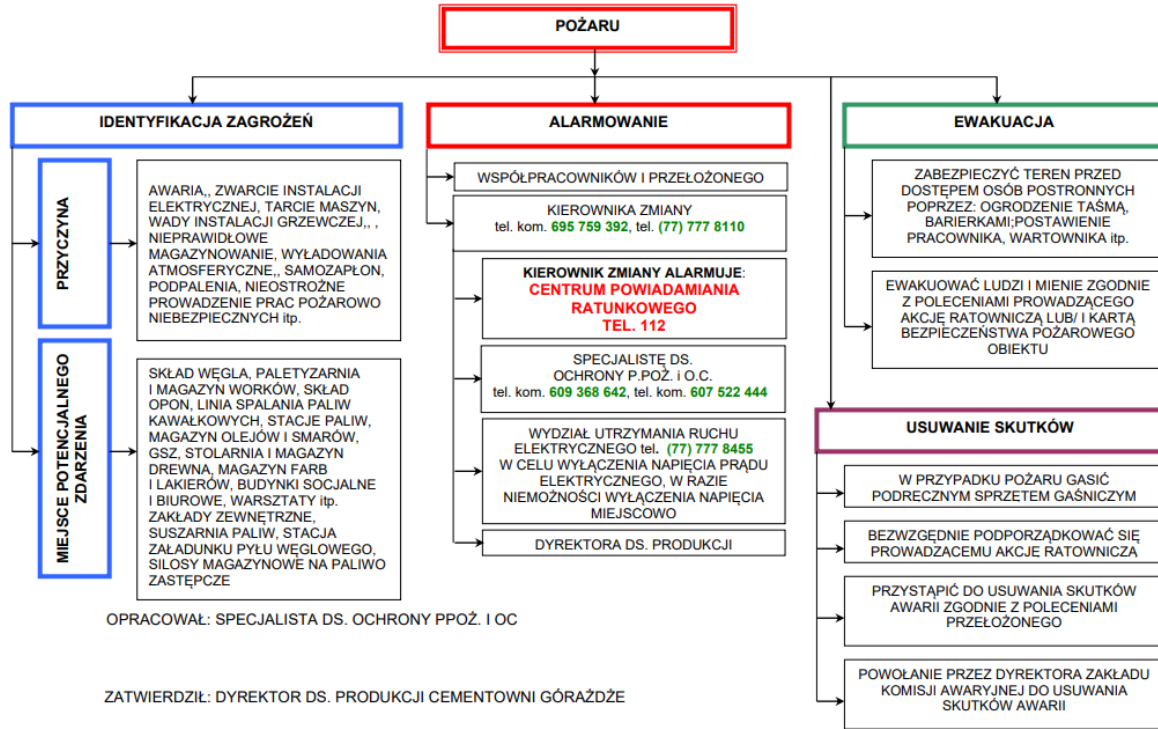 POŻARU
IDENTYFIKACJA ZAGROŻEŃ
PRZYCZYNA
AWARIA,, ZWARCIE INSTALACJI
ELEKTRYCZNEJ, TARCIE MASZYN,
WADY INSTALACJI GRZEWCZEJ,, ,
NIEPRAWIDŁOWE
MAGAZYNOWANIE, WYŁADOWANIA
ATMOSFERYCZNE,, SAMOZAPŁON,
PODPALENIA, NIEOSTROŻNE
PROWADZENIE PRAC POŻAROWO
NIEBEZPIECZNYCH itp.
MIEJSCE POTENCJALNEGO
ZDARZENIA
SKŁAD WĘGLA, PALETYZARNIA
I MAGAZYN WORKÓW, SKŁAD
OPON, LINIA SPALANIA PALIW
KAWAŁKOWYCH, STACJE PALIW,
MAGAZYN OLEJÓW I SMARÓW,
GSZ, STOLARNIA I MAGAZYN
DREWNA, MAGAZYN FARB
I LAKIERÓW, BUDYNKI SOCJALNE
I BIUROWE, WARSZTATY itp.
ZAKŁADY ZEWNĘTRZNE,
SUSZARNIA PALIW, STACJA
ZAŁADUNKU PYŁU WĘGLOWEGO,
SILOSY MAGAZYNOWE NA PALIWO
ZASTĘPCZE
ALARMOWANIE
WSPÓŁPRACOWNIKÓW I PRZEŁOŻONEGO
KIEROWNIKA ZMIANY
tel. kom. 695 759 392, tel. (77) 777 8110
KIEROWNIK ZMIANY ALARMUJE:
CENTRUM POWIADAMIANIA
RATUNKOWEGO
TEL. 112
SPECJALISTĘ DS.
OCHRONY P.POŻ. i O.C.
tel. kom. 609 368 642, tel. kom. 607 522 444
WYDZIAŁ UTRZYMANIA RUCHU
ELEKTRYCZNEGO tel. (77) 777 8455
W CELU WYŁĄCZENIA NAPIĘCIA PRĄDU
ELEKTRYCZNEGO, W RAZIE
NIEMOŻNOŚCI WYŁĄCZENIA NAPIĘCIA
MIEJSCOWO
DYREKTORA DS. PRODUKCJI
EWAKUACJA
ZABEZPIECZYĆ TEREN PRZED
DOSTĘPEM OSÓB POSTRONNYCH
POPRZEZ: OGRODZENIE TAŚMĄ,
BARIERKAMI;POSTAWIENIE
PRACOWNIKA, WARTOWNIKA itp.
EWAKUOWAĆ LUDZI I MIENIE ZGODNIE
Z POLECENIAMI PROWADZĄCEGO
AKCJĘ RATOWNICZĄ LUB/ I KARTĄ
BEZPIECZEŃSTWA POŻAROWEGO
OBIEKTU
USUWANIE SKUTKÓW
W PRZYPADKU POŻARU GASIĆ
PODRĘCZNYM SPRZĘTEM GAŚNICZYM
BEZWZGLĘDNIE PODPORZĄDKOWAĆ SIĘ
PROWADZĄCEMU AKCJE RATOWNICZA
PRZYSTĄPIĆ DO USUWANIA SKUTKÓW
AWARII ZGODNIE Z POLECENIAMI
PRZEŁOŻONEGO
POWOŁANIE PRZEZ DYREKTORA ZAKŁADU
KOMISJI AWARYJNEJ DO USUWANIA
SKUTKÓW AWARII
OPRACOWAŁ: SPECJALISTA DS. OCHRONY PPOŻ. I OC
ZATWIERDZIŁ: DYREKTOR DS. PRODUKCJI CEMENTOWNI GÓRAŻDŻE